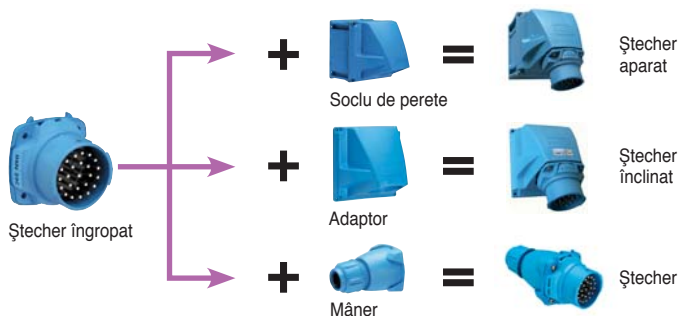 Ştecher
aparat
Soclu de perete
Ştecher
înclinat
Ştecher îngropat
Adaptor
Ştecher
Mâner